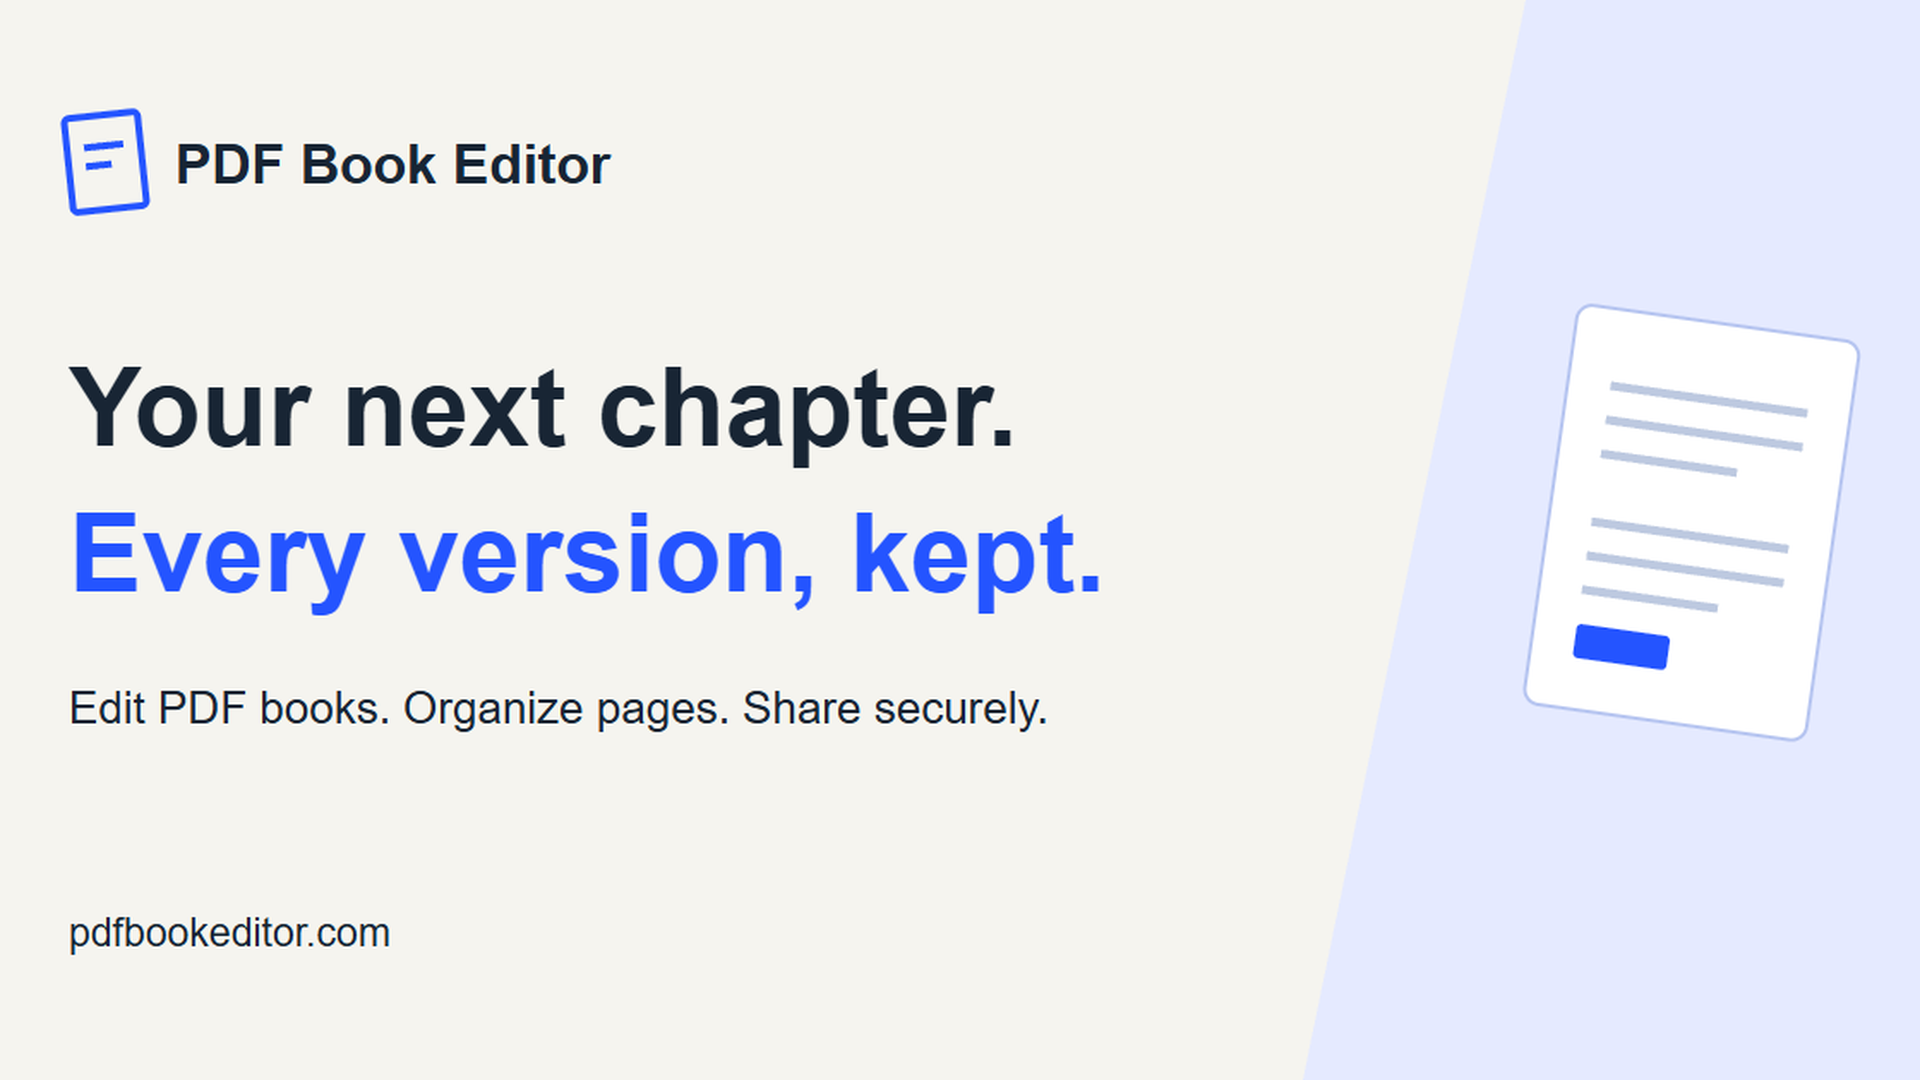 PDF Book Editor
Your next chapter.
Every version, kept.
Edit PDF books. Organize pages. Share securely.
pdfbookeditor.com